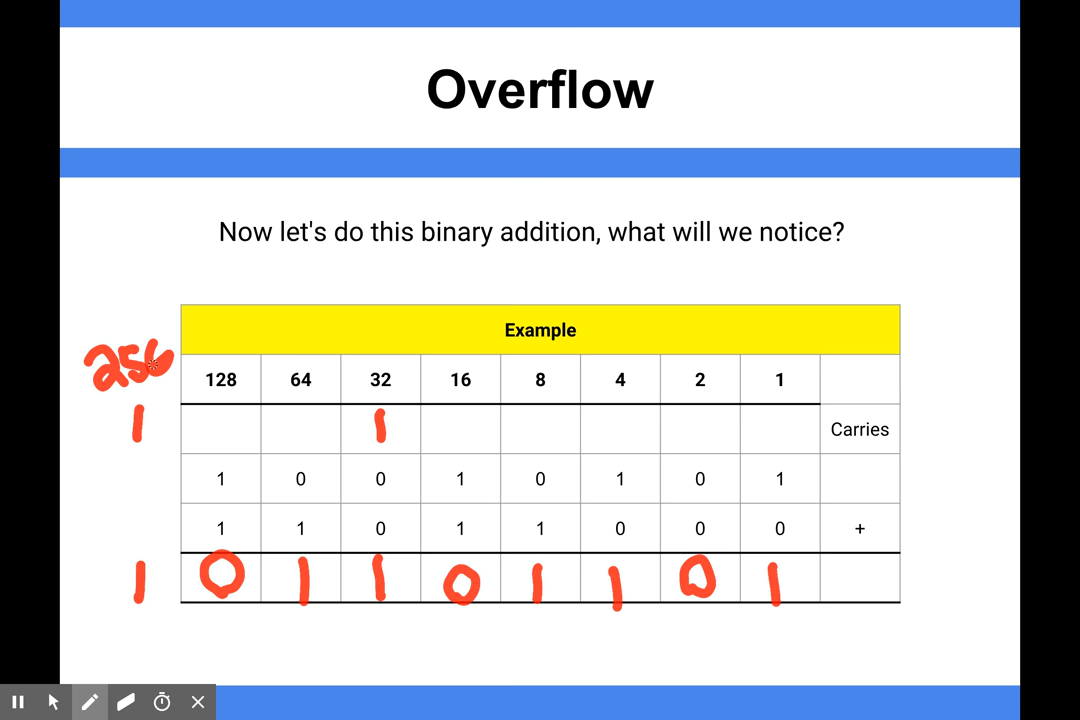 Overflow
Now let's do this binary addition, what will we notice?
Example
256 128 64 32 16 8 4 2 1
1 1 Carries
1 0 0 1 0 1 0 1
1 1 0 1 1 0 0 0 +
1 0 1 1 0 1 1 0 1